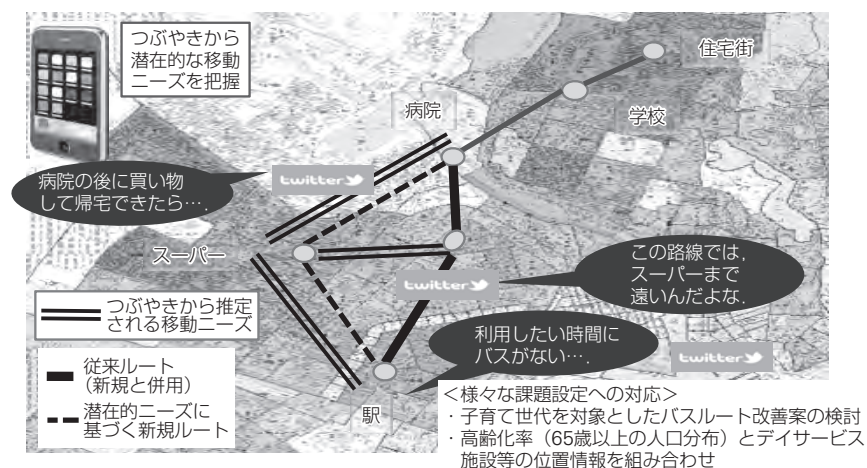 つぶやきから
潜在的な移動
ニーズを把握
住宅街
病院
学校
twitter
病院の後に買い物
して帰宅できたら….
スーパー
この路線では,
スーパーまで
遠いんだよな.
twitter
つぶやきから推定
される移動ニーズ
利用したい時間に
バスがない….
twitter
従来ルート
(新規と併用)
潜在的ニーズに
基づく新規ルート
駅
<様々な課題設定への対応>
・子育て世代を対象としたバスルート改善案の検討
・高齢化率(65歳以上の人口分布)とデイサービス
施設等の位置情報を組み合わせ